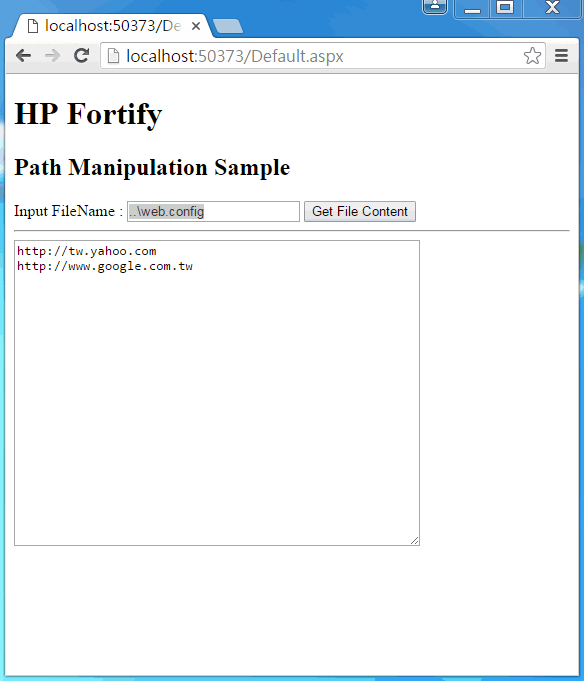 localhost:50373/De
localhost:50373/Default.aspx
HP Fortify
Path Manipulation Sample
Input FileName : ..\web.config Get File Content
http://tw.yahoo.com
http://www.google.com.tw